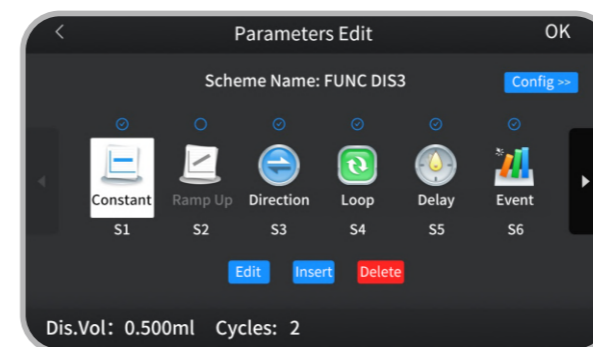 < Parameters Edit OK
Scheme Name: FUNC DIS3 Config >>
Constant Ramp Up Direction Loop Delay Event
S1 S2 S3 S4 S5 S6
Edit Insert Delete
Dis.Vol: 0.500ml Cycles: 2